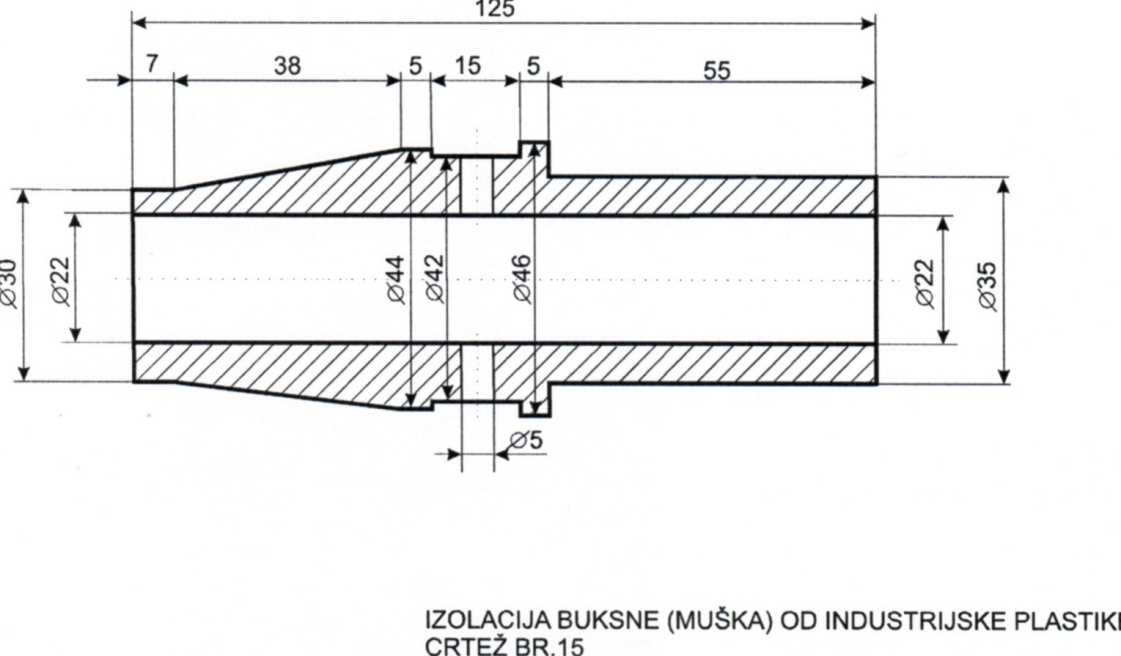 125
7 38 5 15 5 55
Ø30 Ø22 Ø44 Ø42 Ø46 Ø22 Ø35
Ø5
IZOLACIJA BUKSNE (MUŠKA) OD INDUSTRIJSKE PLASTIKE
CRTEŽ BR.15